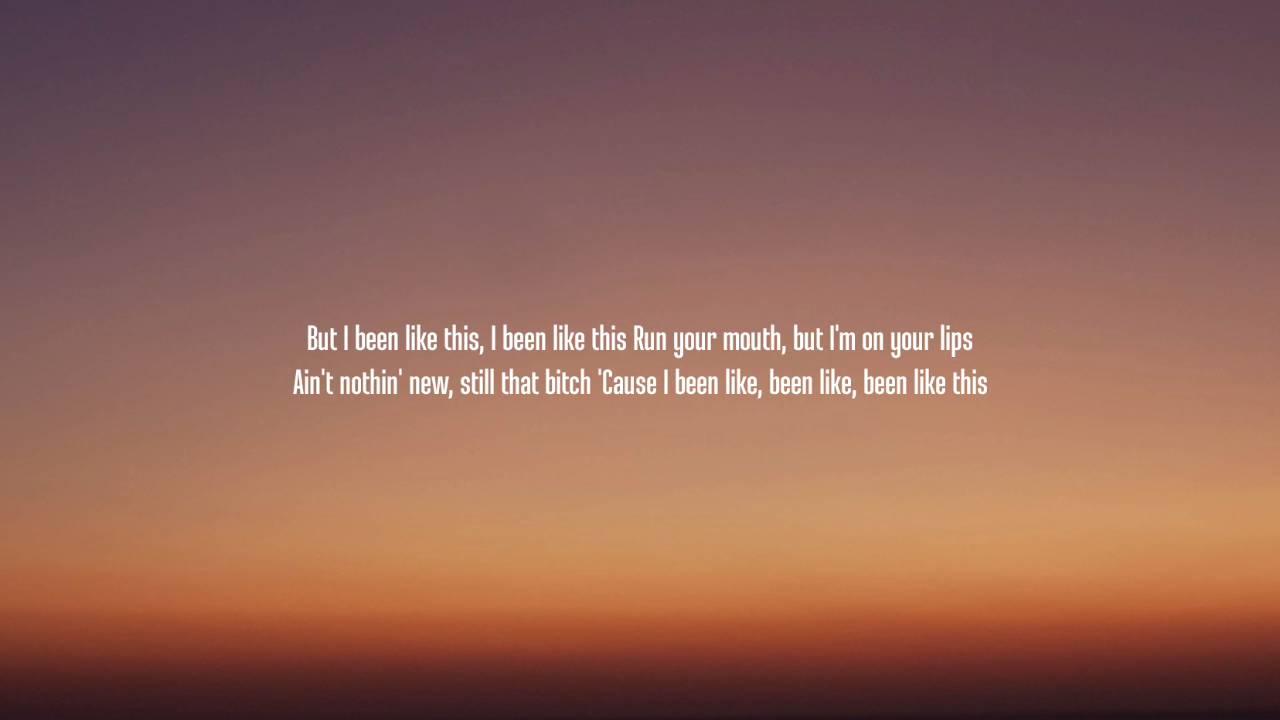 But I been like this, I been like this Run your mouth, but I'm on your lips
Ain't nothin' new, still that bitch 'Cause I been like, been like, been like this